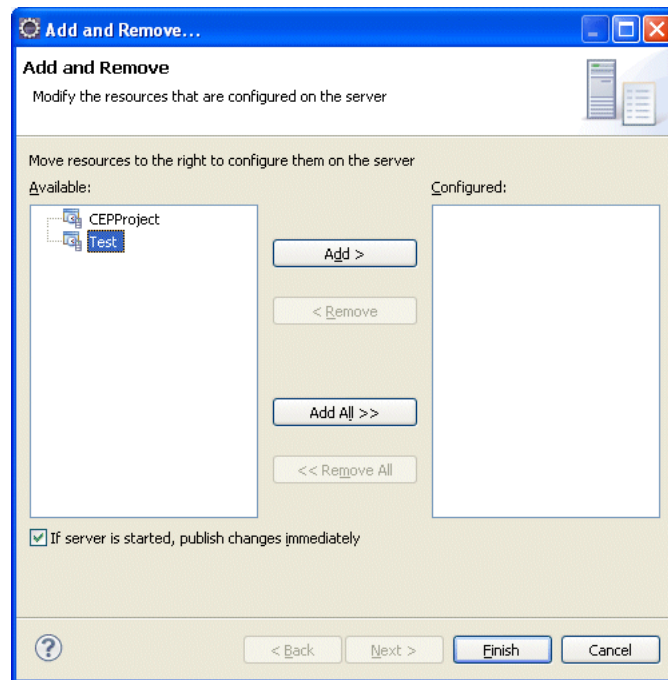 Add and Remove...
Add and Remove
Modify the resources that are configured on the server
Move resources to the right to configure them on the server
Available:
Configured:
CEPProject
Test
Add >
< Remove
Add All >>
<< Remove All
If server is started, publish changes immediately
?
< Back
Next >
Finish
Cancel